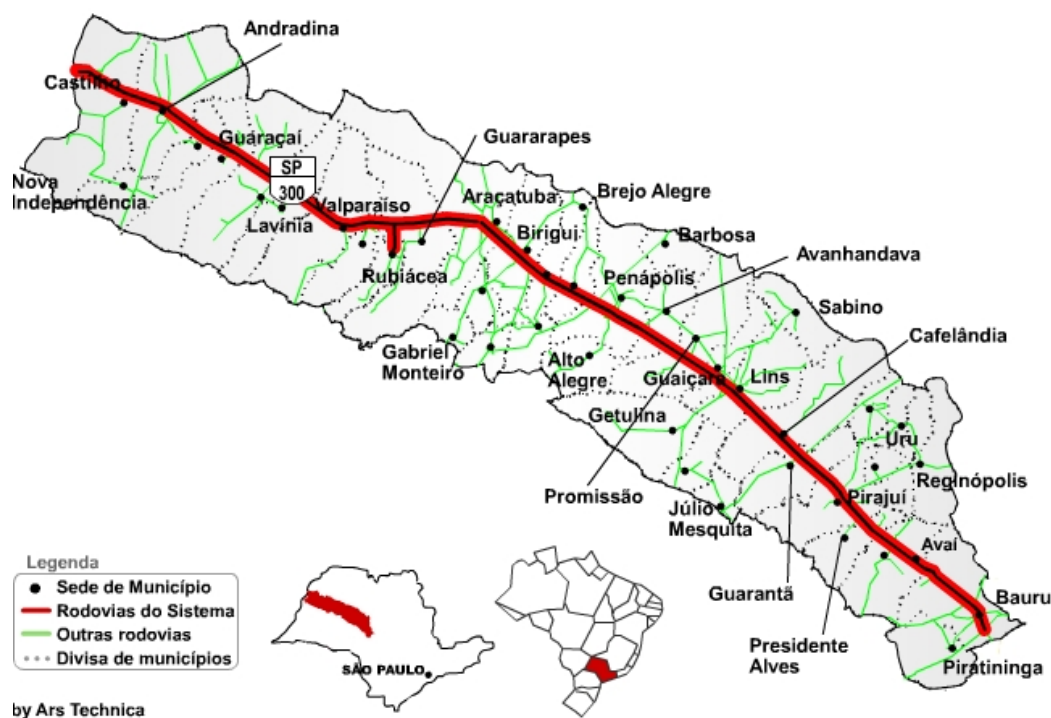 Andradina
Castilho
Guaraçaí
Guararapes
SP
300
Nova
Independência
Lavínia
Valparaíso
Araçatuba
Brejo Alegre
Birigui
Barbosa
Rubiácea
Avanhandava
Penápolis
Sabino
Gabriel
Monteiro
Alto
Alegre
Guaiçara
Lins
Cafelândia
Getulina
Uru
Promissão
Reginópolis
Pirajuí
Júlio
Mesquita
Avaí
Guarantã
Bauru
Presidente
Alves
Piratininga
Legenda
Sede de Município
Rodovias do Sistema
Outras rodovias
Divisa de municípios
SÃO PAULO
by Ars Technica